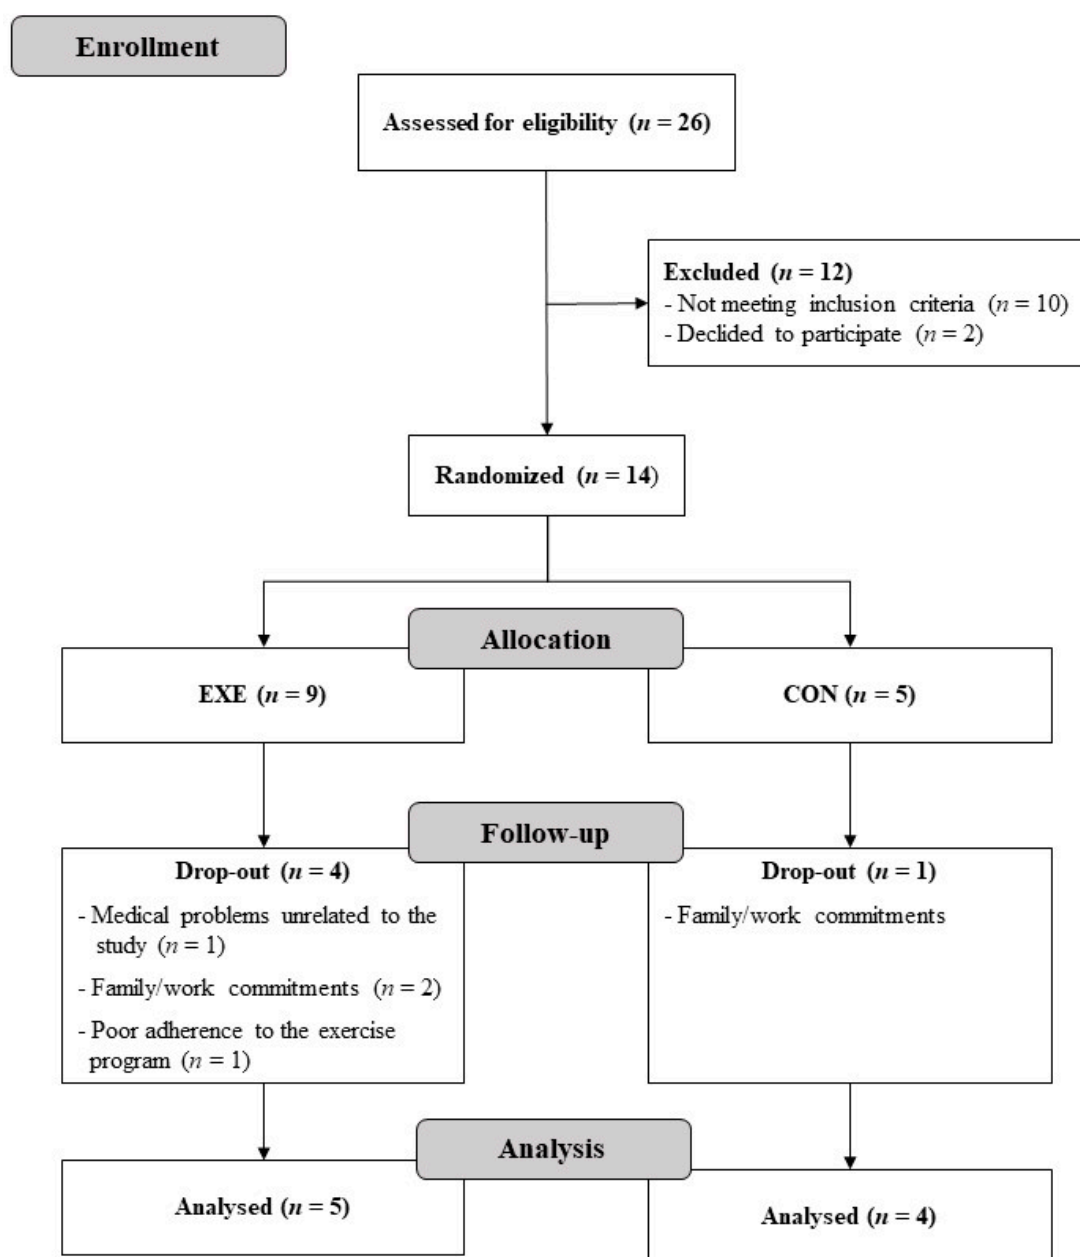 Enrollment
Assessed for eligibility (n = 26)
Excluded (n = 12)
- Not meeting inclusion criteria (n = 10)
- Declided to participate (n = 2)
Randomized (n = 14)
Allocation
EXE (n = 9)
CON (n = 5)
Follow-up
Drop-out (n = 4)
- Medical problems unrelated to the
study (n = 1)
- Family/work commitments (n = 2)
- Poor adherence to the exercise
program (n = 1)
Drop-out (n = 1)
- Family/work commitments
Analysis
Analysed (n = 5)
Analysed (n = 4)